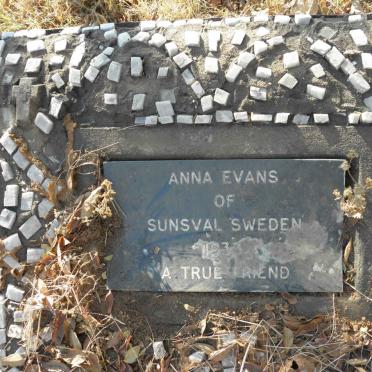 ANNA EVANS
OF
SUNSVAL SWEDEN
A TRUE FRIEND